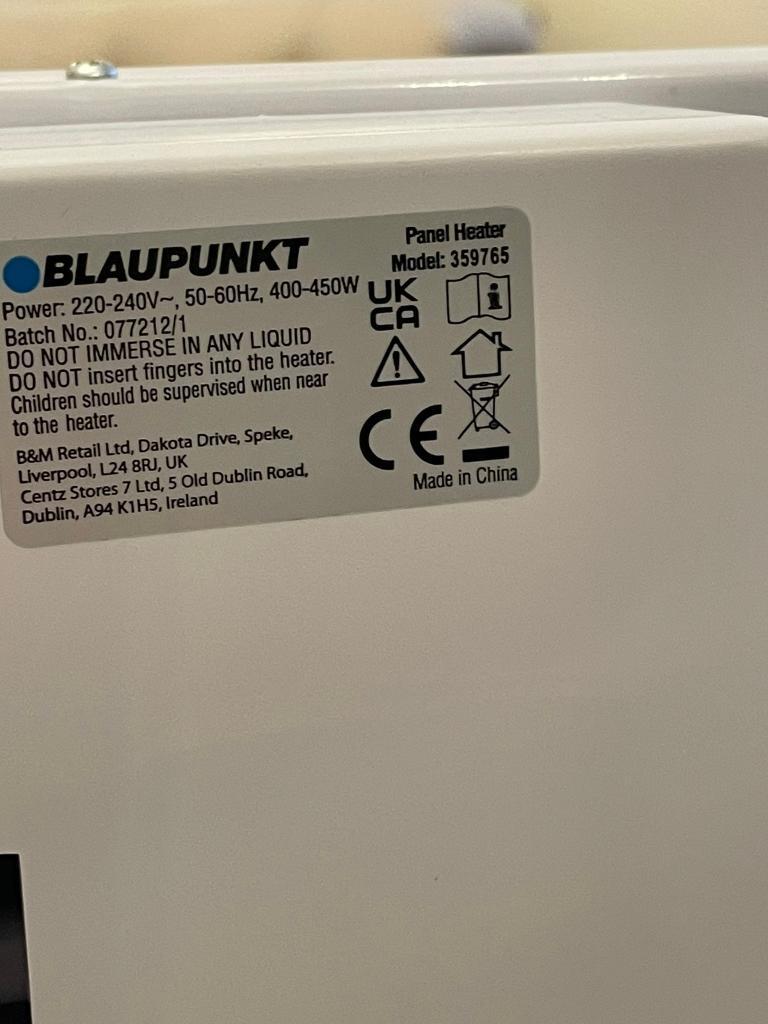 BLAUPUNKT
Panel Heater
Model: 359765
Power: 220-240V~, 50-60Hz, 400-450W
Batch No.: 077212/1
DO NOT IMMERSE IN ANY LIQUID
DO NOT insert fingers into the heater.
Children should be supervised when near
to the heater.
B&M Retail Ltd, Dakota Drive, Speke,
Liverpool, L24 8RJ, UK
Centz Stores 7 Ltd, 5 Old Dublin Road,
Dublin, A94 K1H5, Ireland
UK
CA
i
CE
Made in China